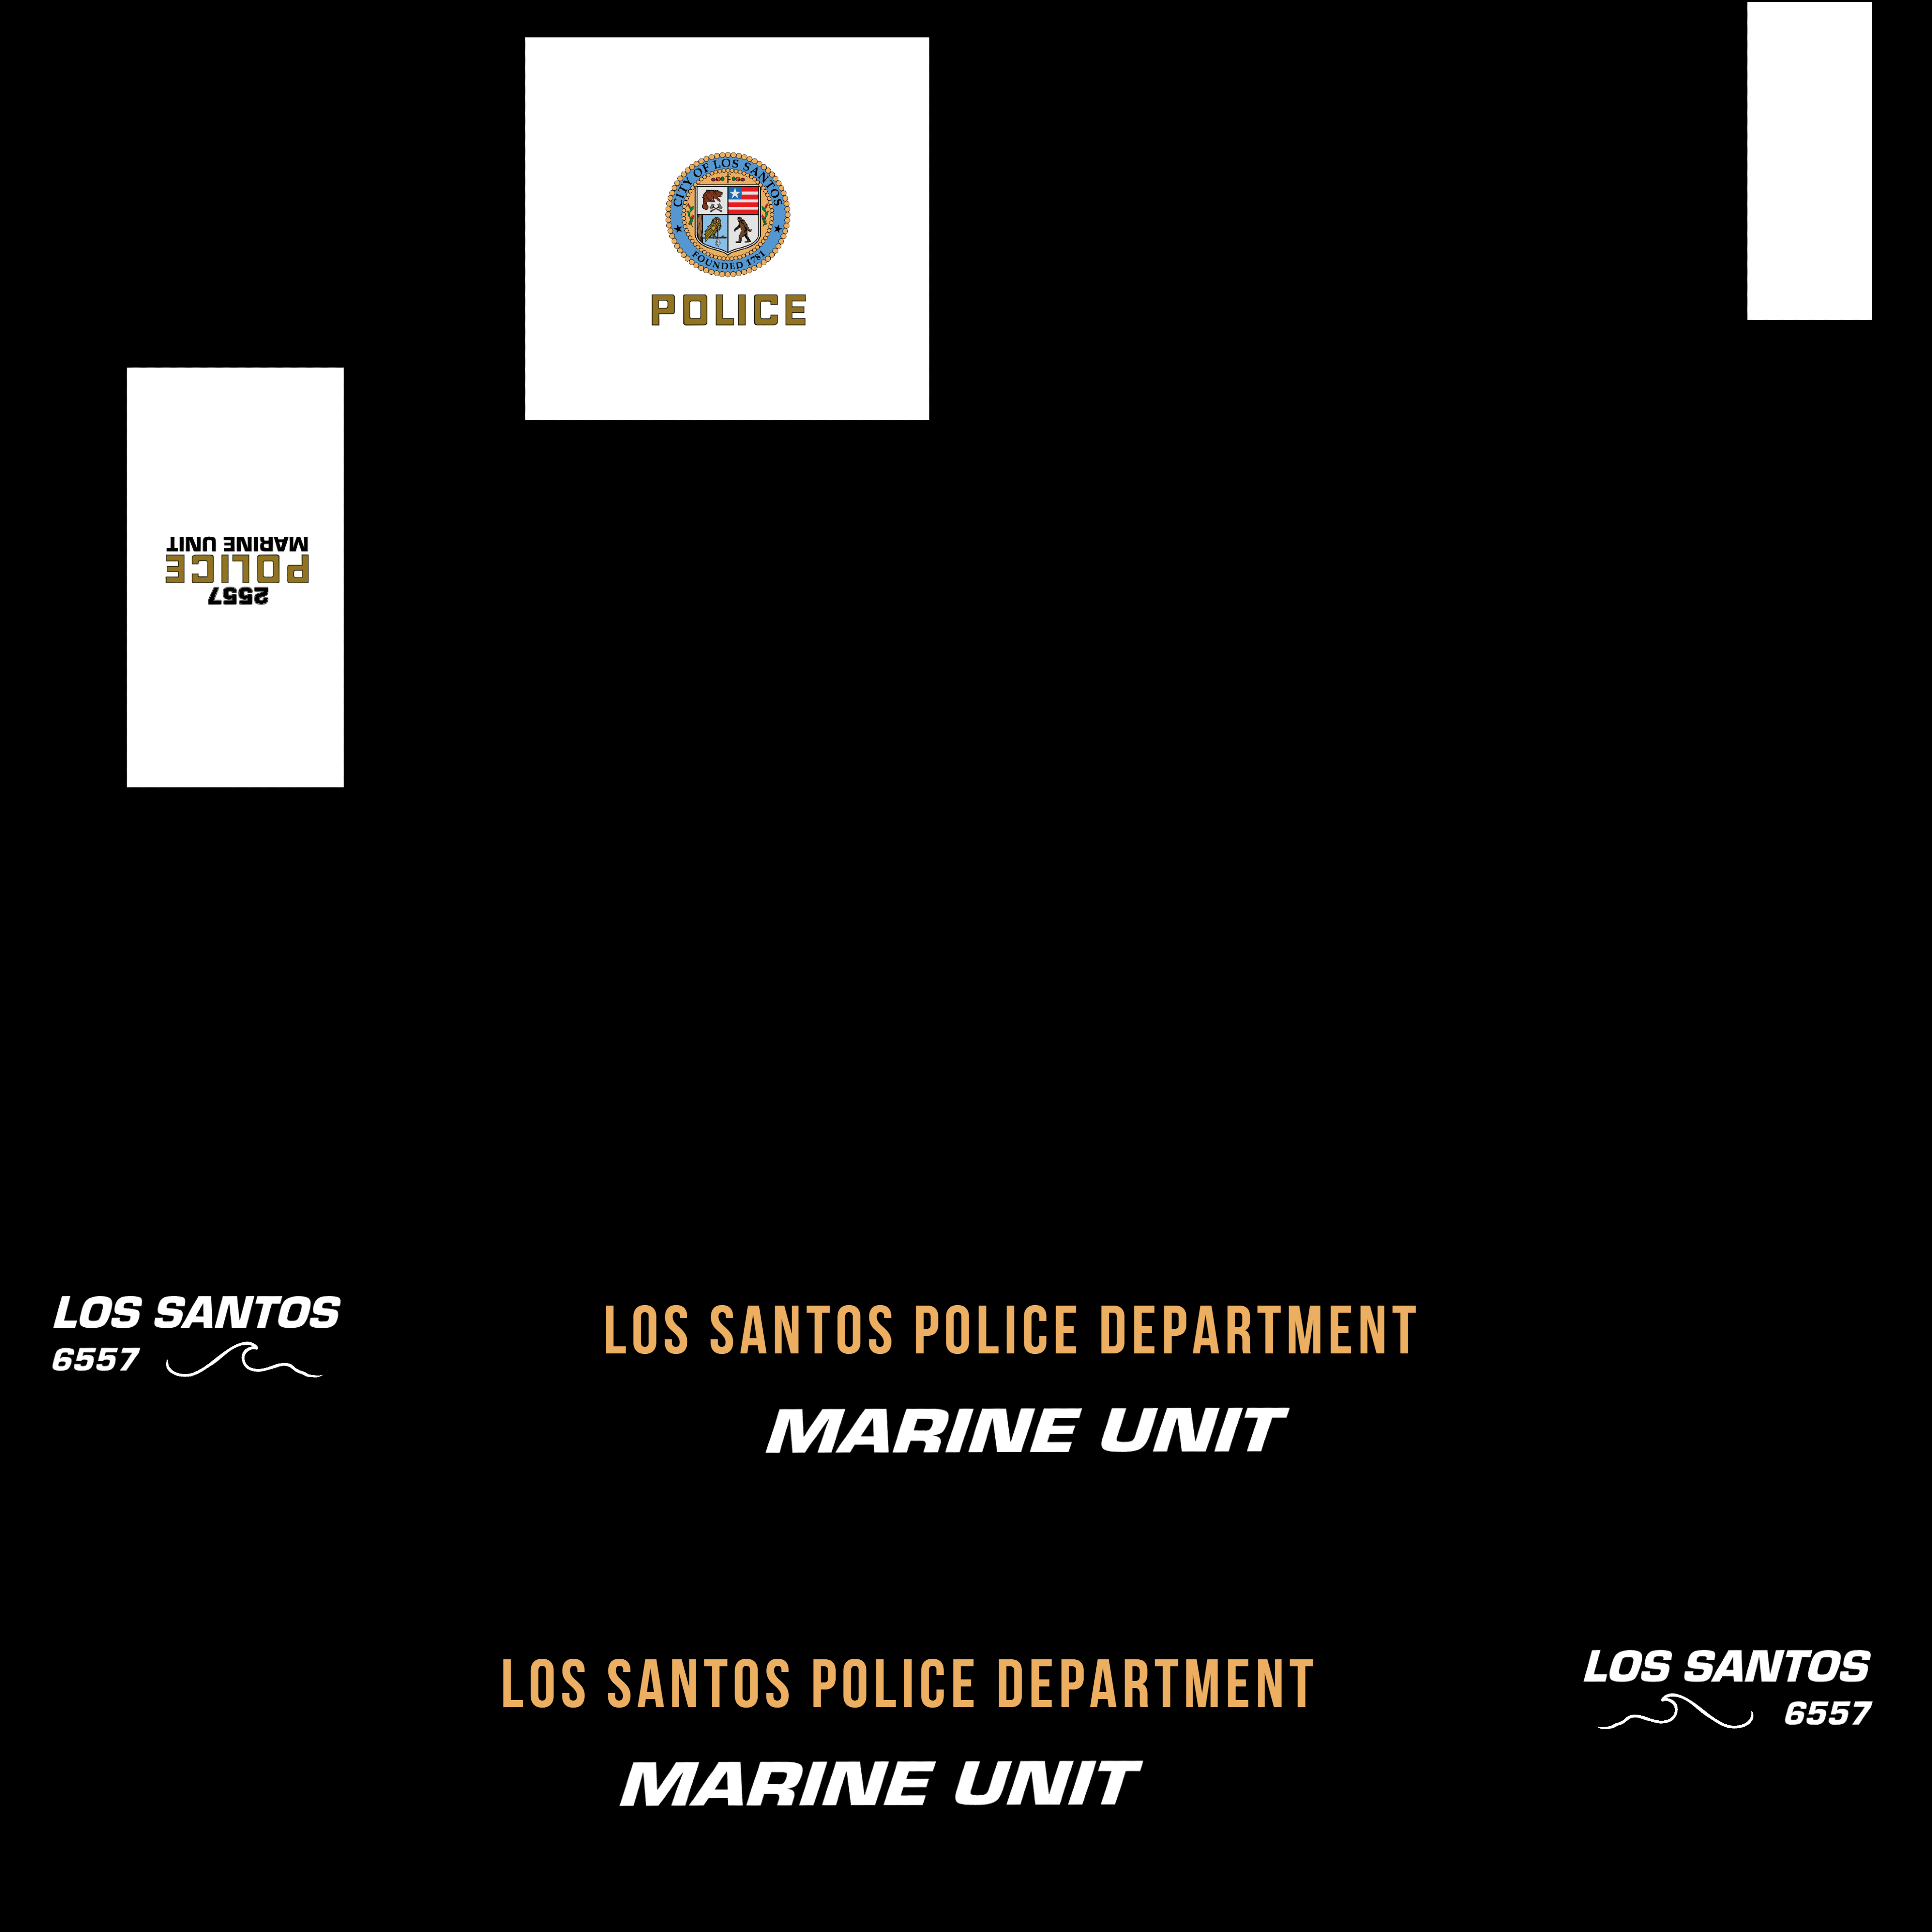 CITY OF LOS SANTOS
FOUNDED 1781
POLICE
2557
POLICE
MARINE UNIT
LOS SANTOS
6557
LOS SANTOS POLICE DEPARTMENT
MARINE UNIT
LOS SANTOS POLICE DEPARTMENT
MARINE UNIT
LOS SANTOS
6557